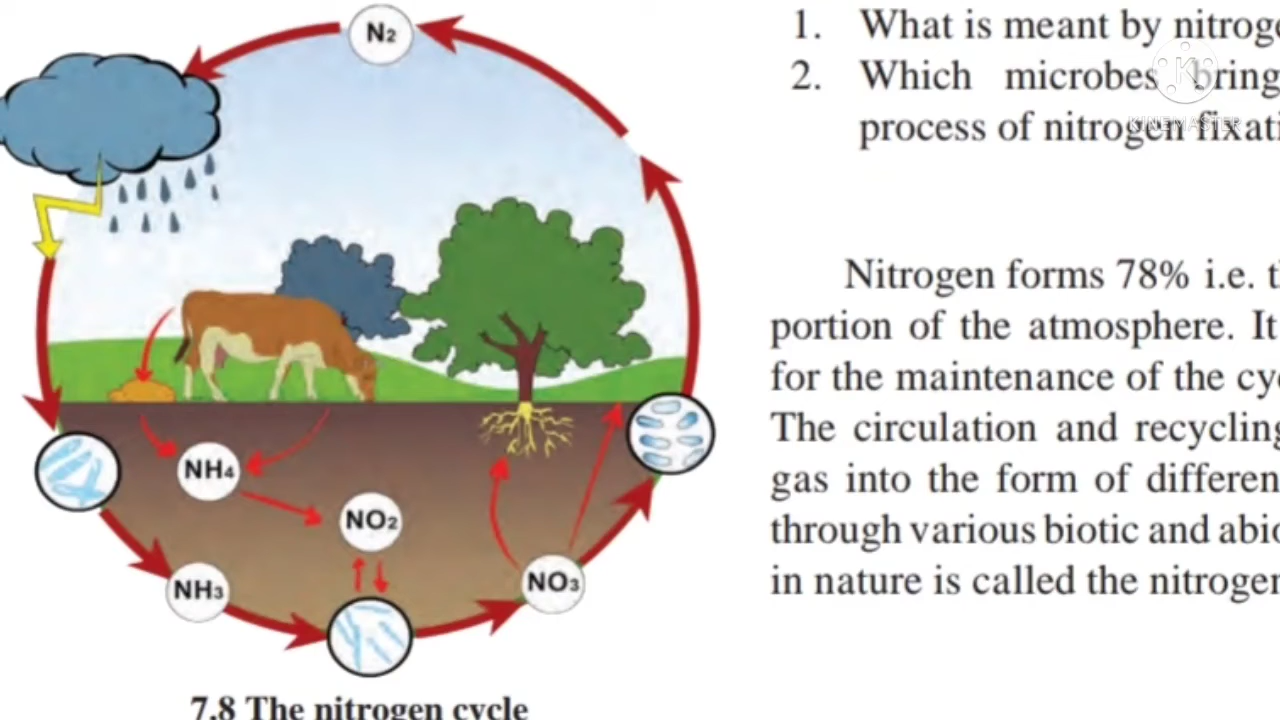 N2
NH4
NO2
NH3
NO3
7.8 The nitrogen cycle
1. What is meant by nitroge
2. Which microbes bring
process of nitrogen fixati
KINEMASTER
Nitrogen forms 78% i.e. t
portion of the atmosphere. It
for the maintenance of the cyc
The circulation and recycling
gas into the form of differen
through various biotic and abio
in nature is called the nitrogen